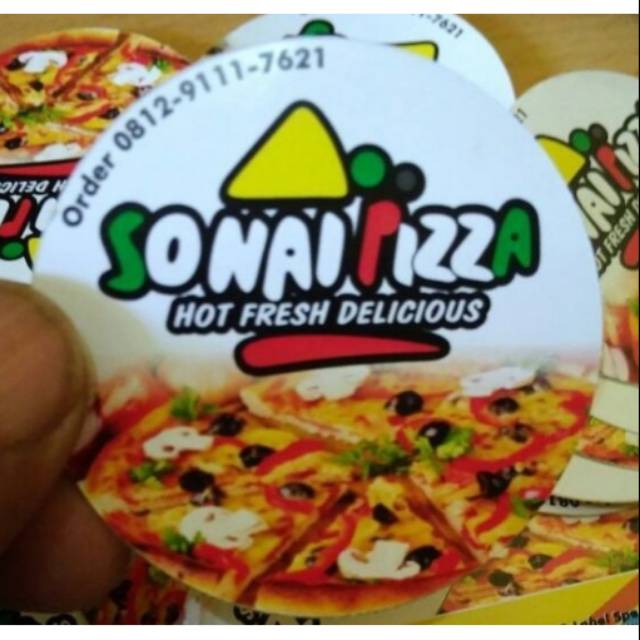 Order 0812-9111-7621
SONAI PIZZA
HOT FRESH DELICIOUS